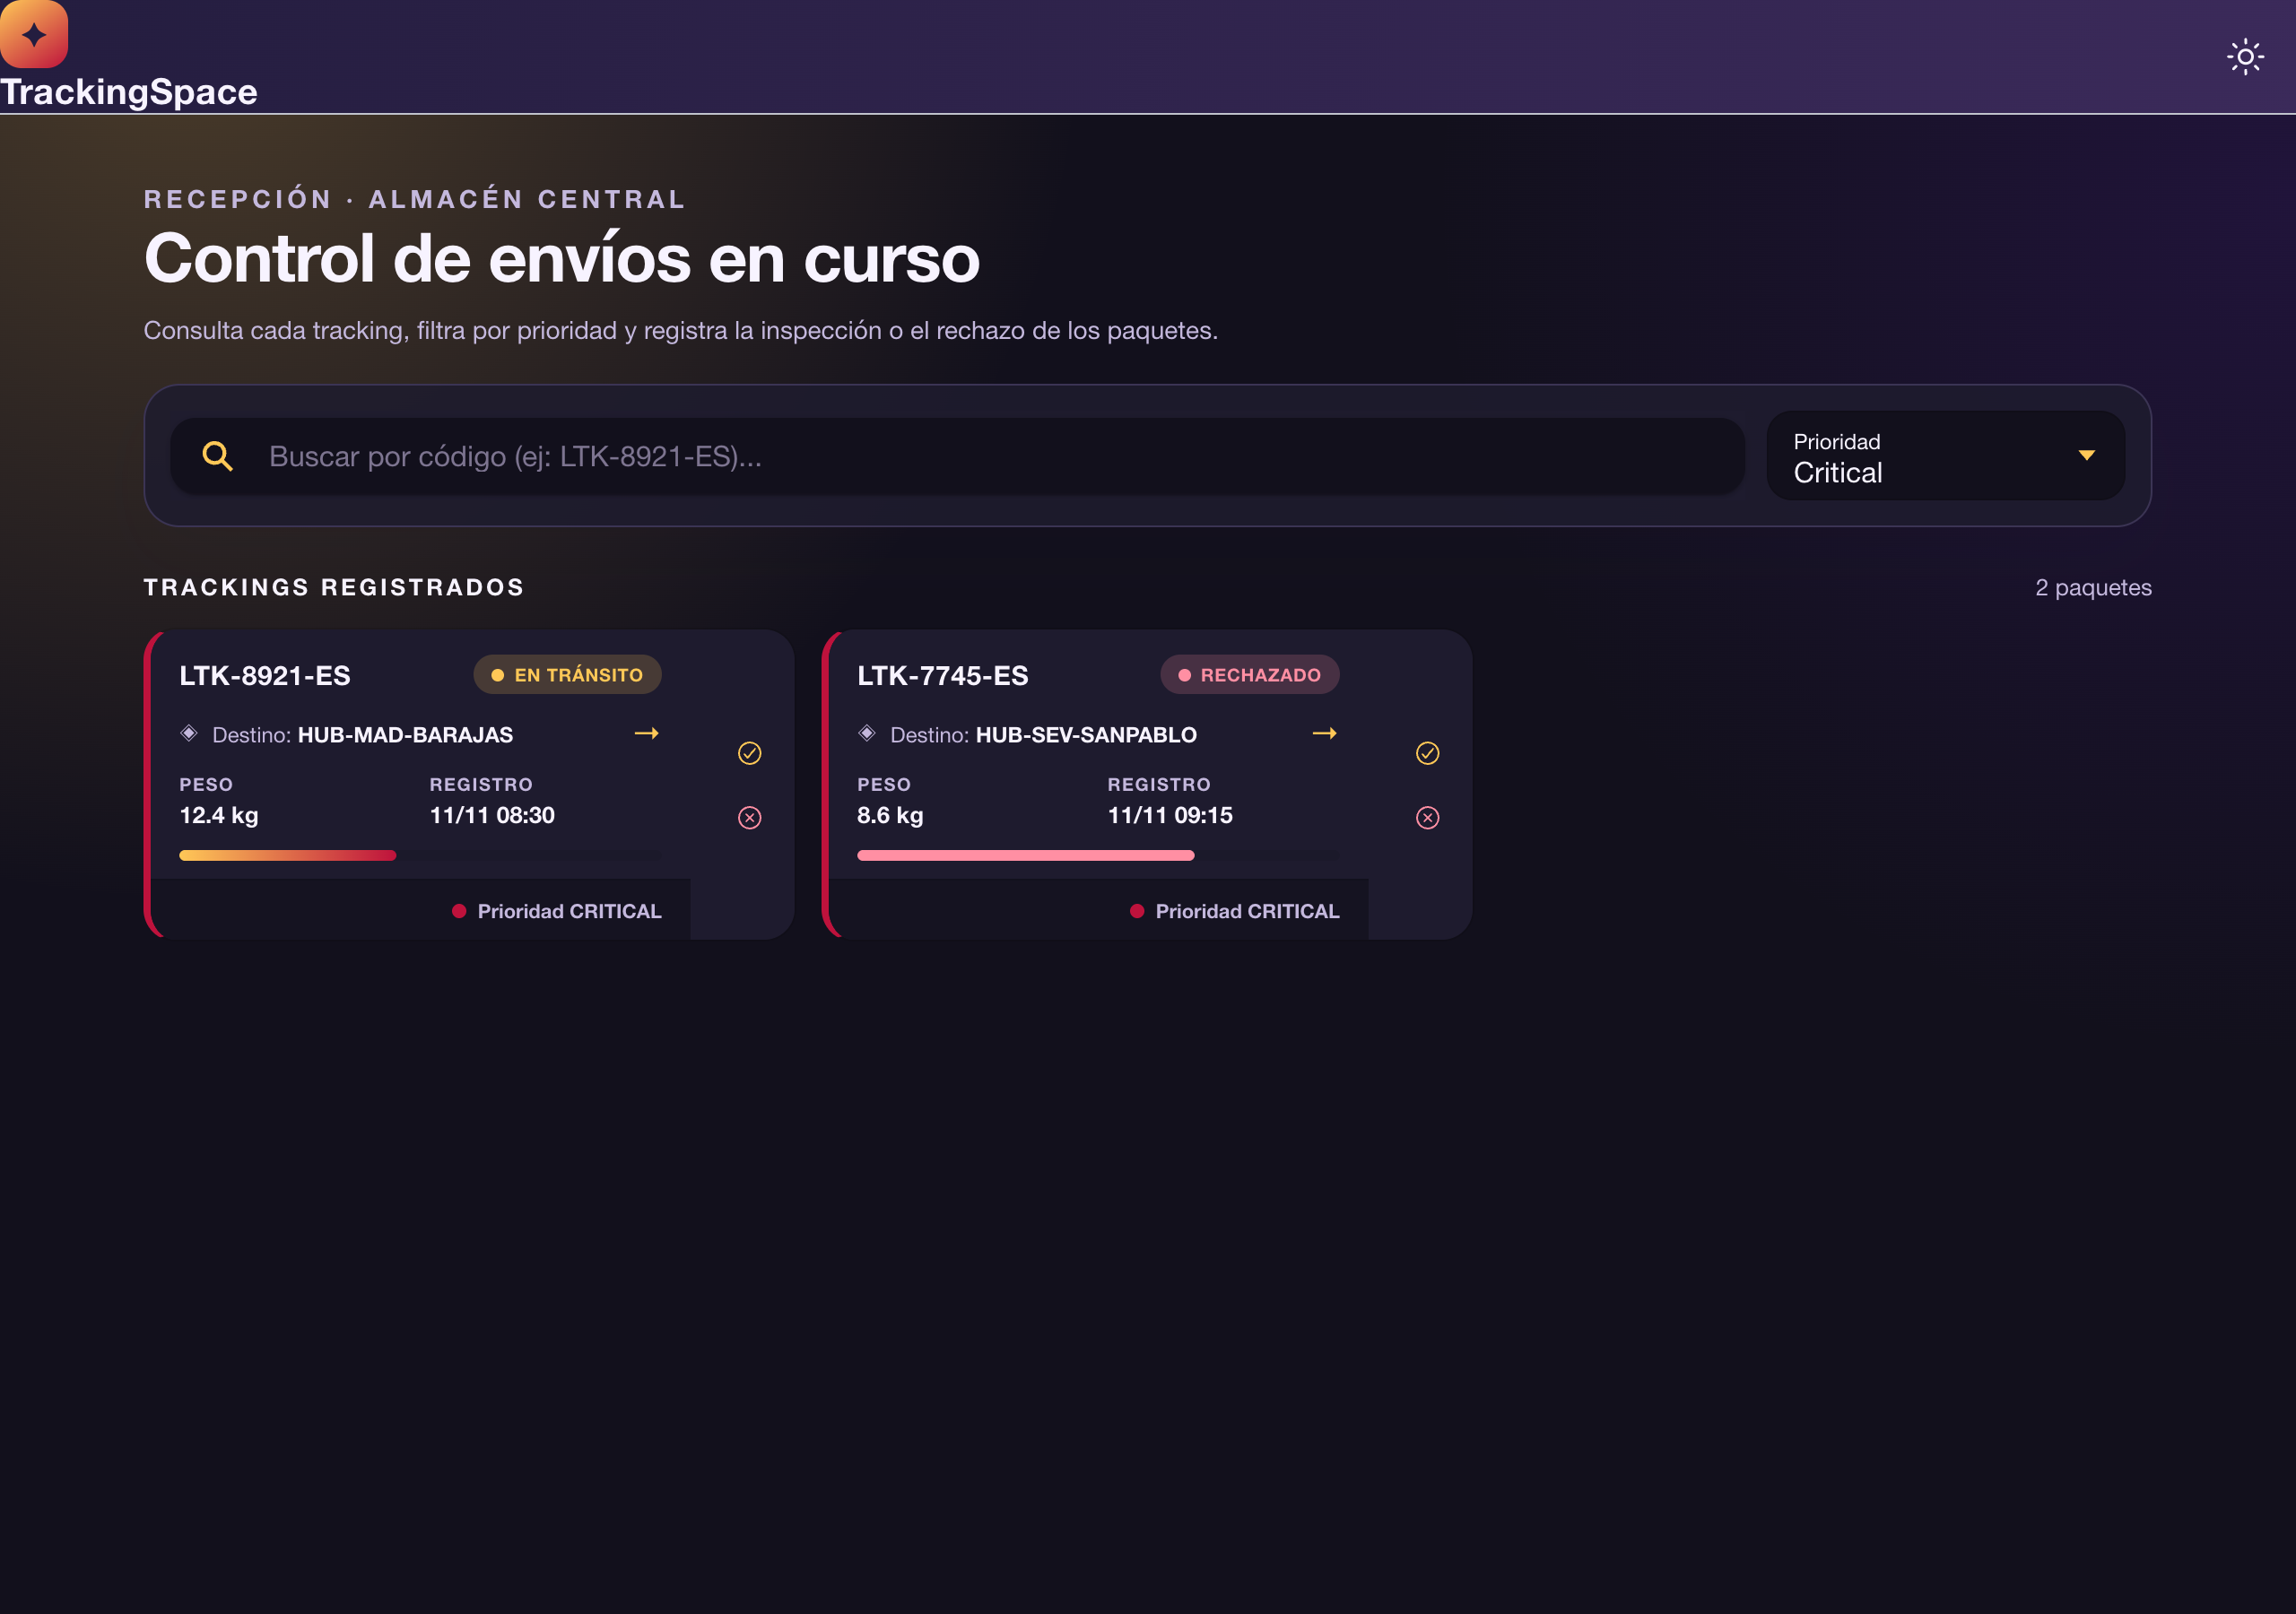 TrackingSpace
RECEPCIÓN · ALMACÉN CENTRAL
Control de envíos en curso
Consulta cada tracking, filtra por prioridad y registra la inspección o el rechazo de los paquetes.
Buscar por código (ej: LTK-8921-ES)...
Prioridad
Critical
TRACKINGS REGISTRADOS
2 paquetes
LTK-8921-ES
EN TRÁNSITO
Destino: HUB-MAD-BARAJAS
PESO
REGISTRO
12.4 kg
11/11 08:30
Prioridad CRITICAL
LTK-7745-ES
RECHAZADO
Destino: HUB-SEV-SANPABLO
PESO
REGISTRO
8.6 kg
11/11 09:15
Prioridad CRITICAL